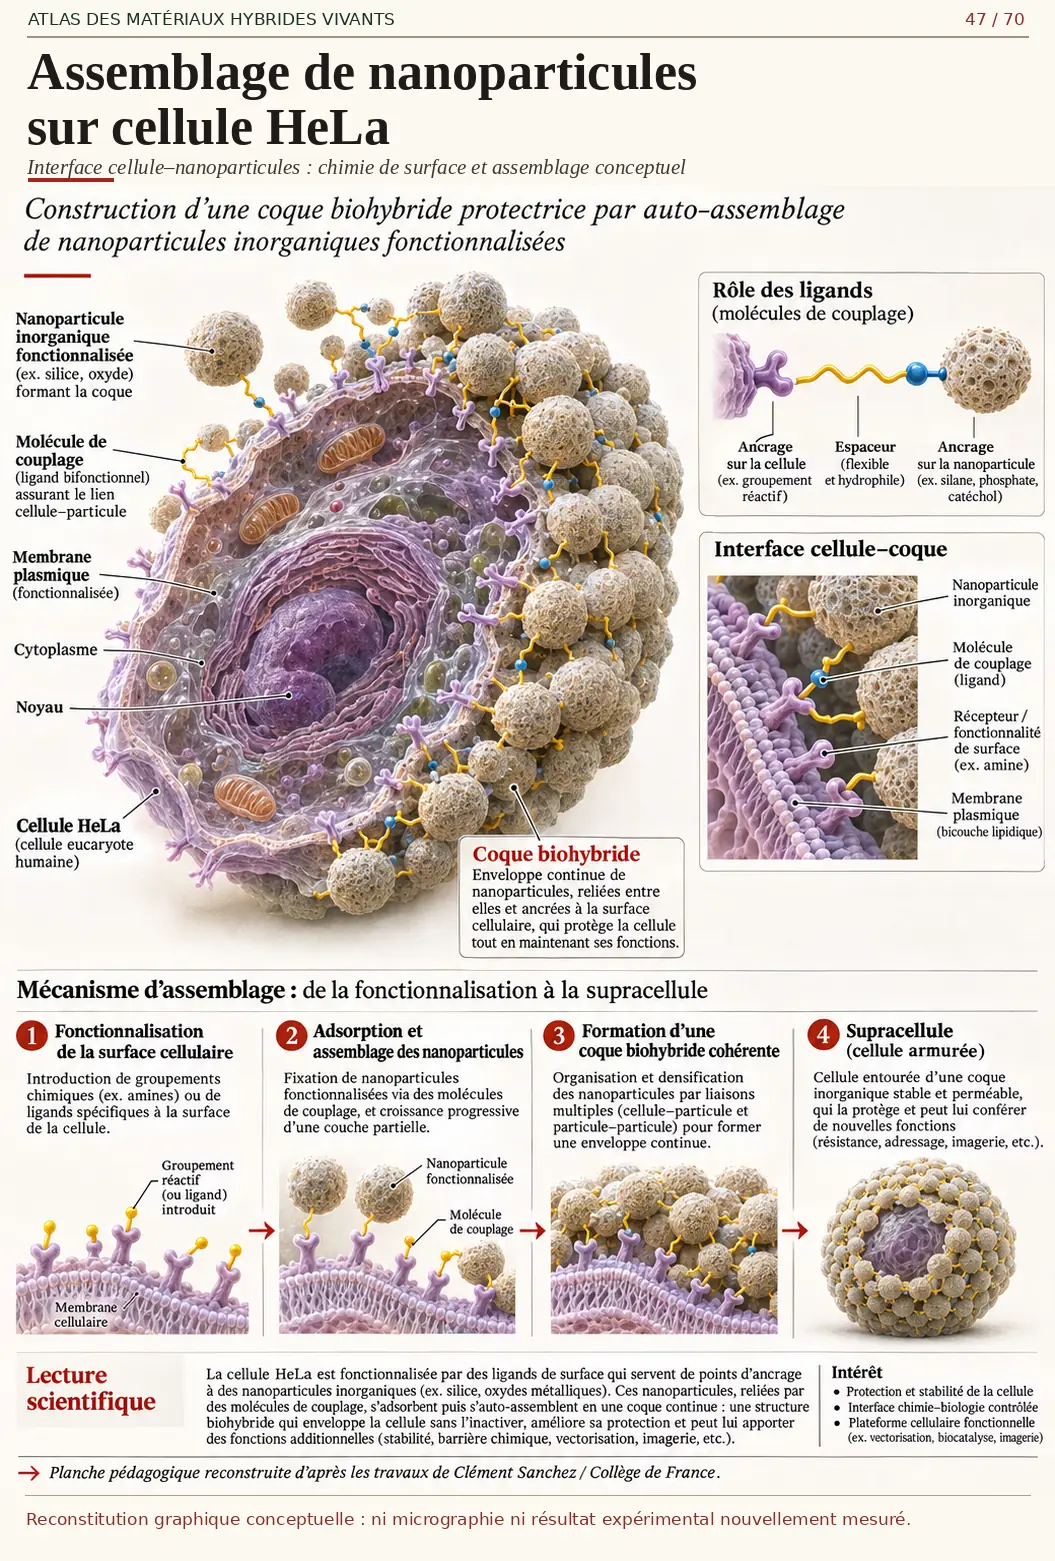 ATLAS DES MATÉRIAUX HYBRIDES VIVANTS
47 / 70
Assemblage de nanoparticules
sur cellule HeLa
Interface cellule–nanoparticules : chimie de surface et assemblage conceptuel
Construction d’une coque biohybride protectrice par auto-assemblage
de nanoparticules inorganiques fonctionnalisées
Nanoparticule
inorganique
fonctionnalisée
(ex. silice, oxyde)
formant la coque
Molécule de
couplage
(ligand bifonctionnel)
assurant le lien
cellule–particule
Membrane
plasmique
(fonctionnalisée)
Cytoplasme
Noyau
Cellule HeLa
(cellule eucaryote
humaine)
Coque biohybride
Enveloppe continue de
nanoparticules, reliées entre
elles et ancrées à la surface
cellulaire, qui protège la cellule
tout en maintenant ses fonctions.
Rôle des ligands
(molécules de couplage)
Ancrage
sur la cellule
(ex. groupement
réactif)
Espaceur
(flexible
et hydrophile)
Ancrage
sur la nanoparticule
(ex. silane, phosphate,
catéchol)
Interface cellule–coque
Nanoparticule
inorganique
Molécule
de couplage
(ligand)
Récepteur /
fonctionnalité
de surface
(ex. amine)
Membrane
plasmique
(bicouche lipidique)
Mécanisme d’assemblage : de la fonctionnalisation à la supracellule
1 Fonctionnalisation
de la surface cellulaire
Introduction de groupements
chimiques (ex. amines) ou de
ligands spécifiques à la surface
de la cellule.
Groupement
réactif
(ou ligand)
introduit
Membrane
cellulaire
2 Adsorption et
assemblage des nanoparticules
Fixation de nanoparticules
fonctionnalisées via des molécules
de couplage, et croissance progressive
d’une couche partielle.
Nanoparticule
fonctionnalisée
Molécule
de couplage
3 Formation d’une
coque biohybride cohérente
Organisation et densification
des nanoparticules par liaisons
multiples (cellule–particule et
particule–particule) pour former
une enveloppe continue.
4 Supracellule
(cellule armurée)
Cellule entourée d’une coque
inorganique stable et perméable,
qui la protège et peut lui conférer
de nouvelles fonctions
(résistance, adressage, imagerie, etc.).
Lecture
scientifique
La cellule HeLa est fonctionnalisée par des ligands de surface qui servent de points d’ancrage
à des nanoparticules inorganiques (ex. silice, oxydes métalliques). Ces nanoparticules, reliées par
des molécules de couplage, s’adsorbent puis s’auto-assemblent en une coque continue : une structure
biohybride qui enveloppe la cellule sans l’inactiver, améliore sa protection et peut lui apporter
des fonctions additionnelles (stabilité, barrière chimique, vectorisation, imagerie, etc.).
Intérêt
• Protection et stabilité de la cellule
• Interface chimie–biologie contrôlée
• Plateforme cellulaire fonctionnelle
(ex. vectorisation, biocatalyse, imagerie)
→ Planche pédagogique reconstruite d’après les travaux de Clément Sanchez / Collège de France.
Reconstitution graphique conceptuelle : ni micrographie ni résultat expérimental nouvellement mesuré.